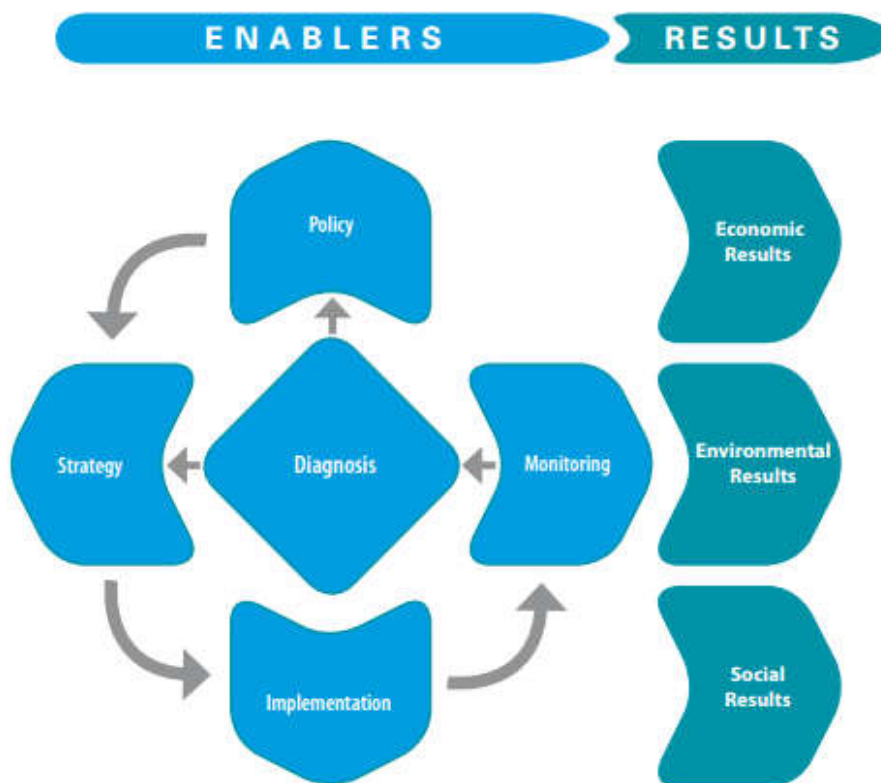 ENABLERS
RESULTS
Policy
Economic
Results
Strategy
Diagnosis
Monitoring
Environmental
Results
Implementation
Social
Results